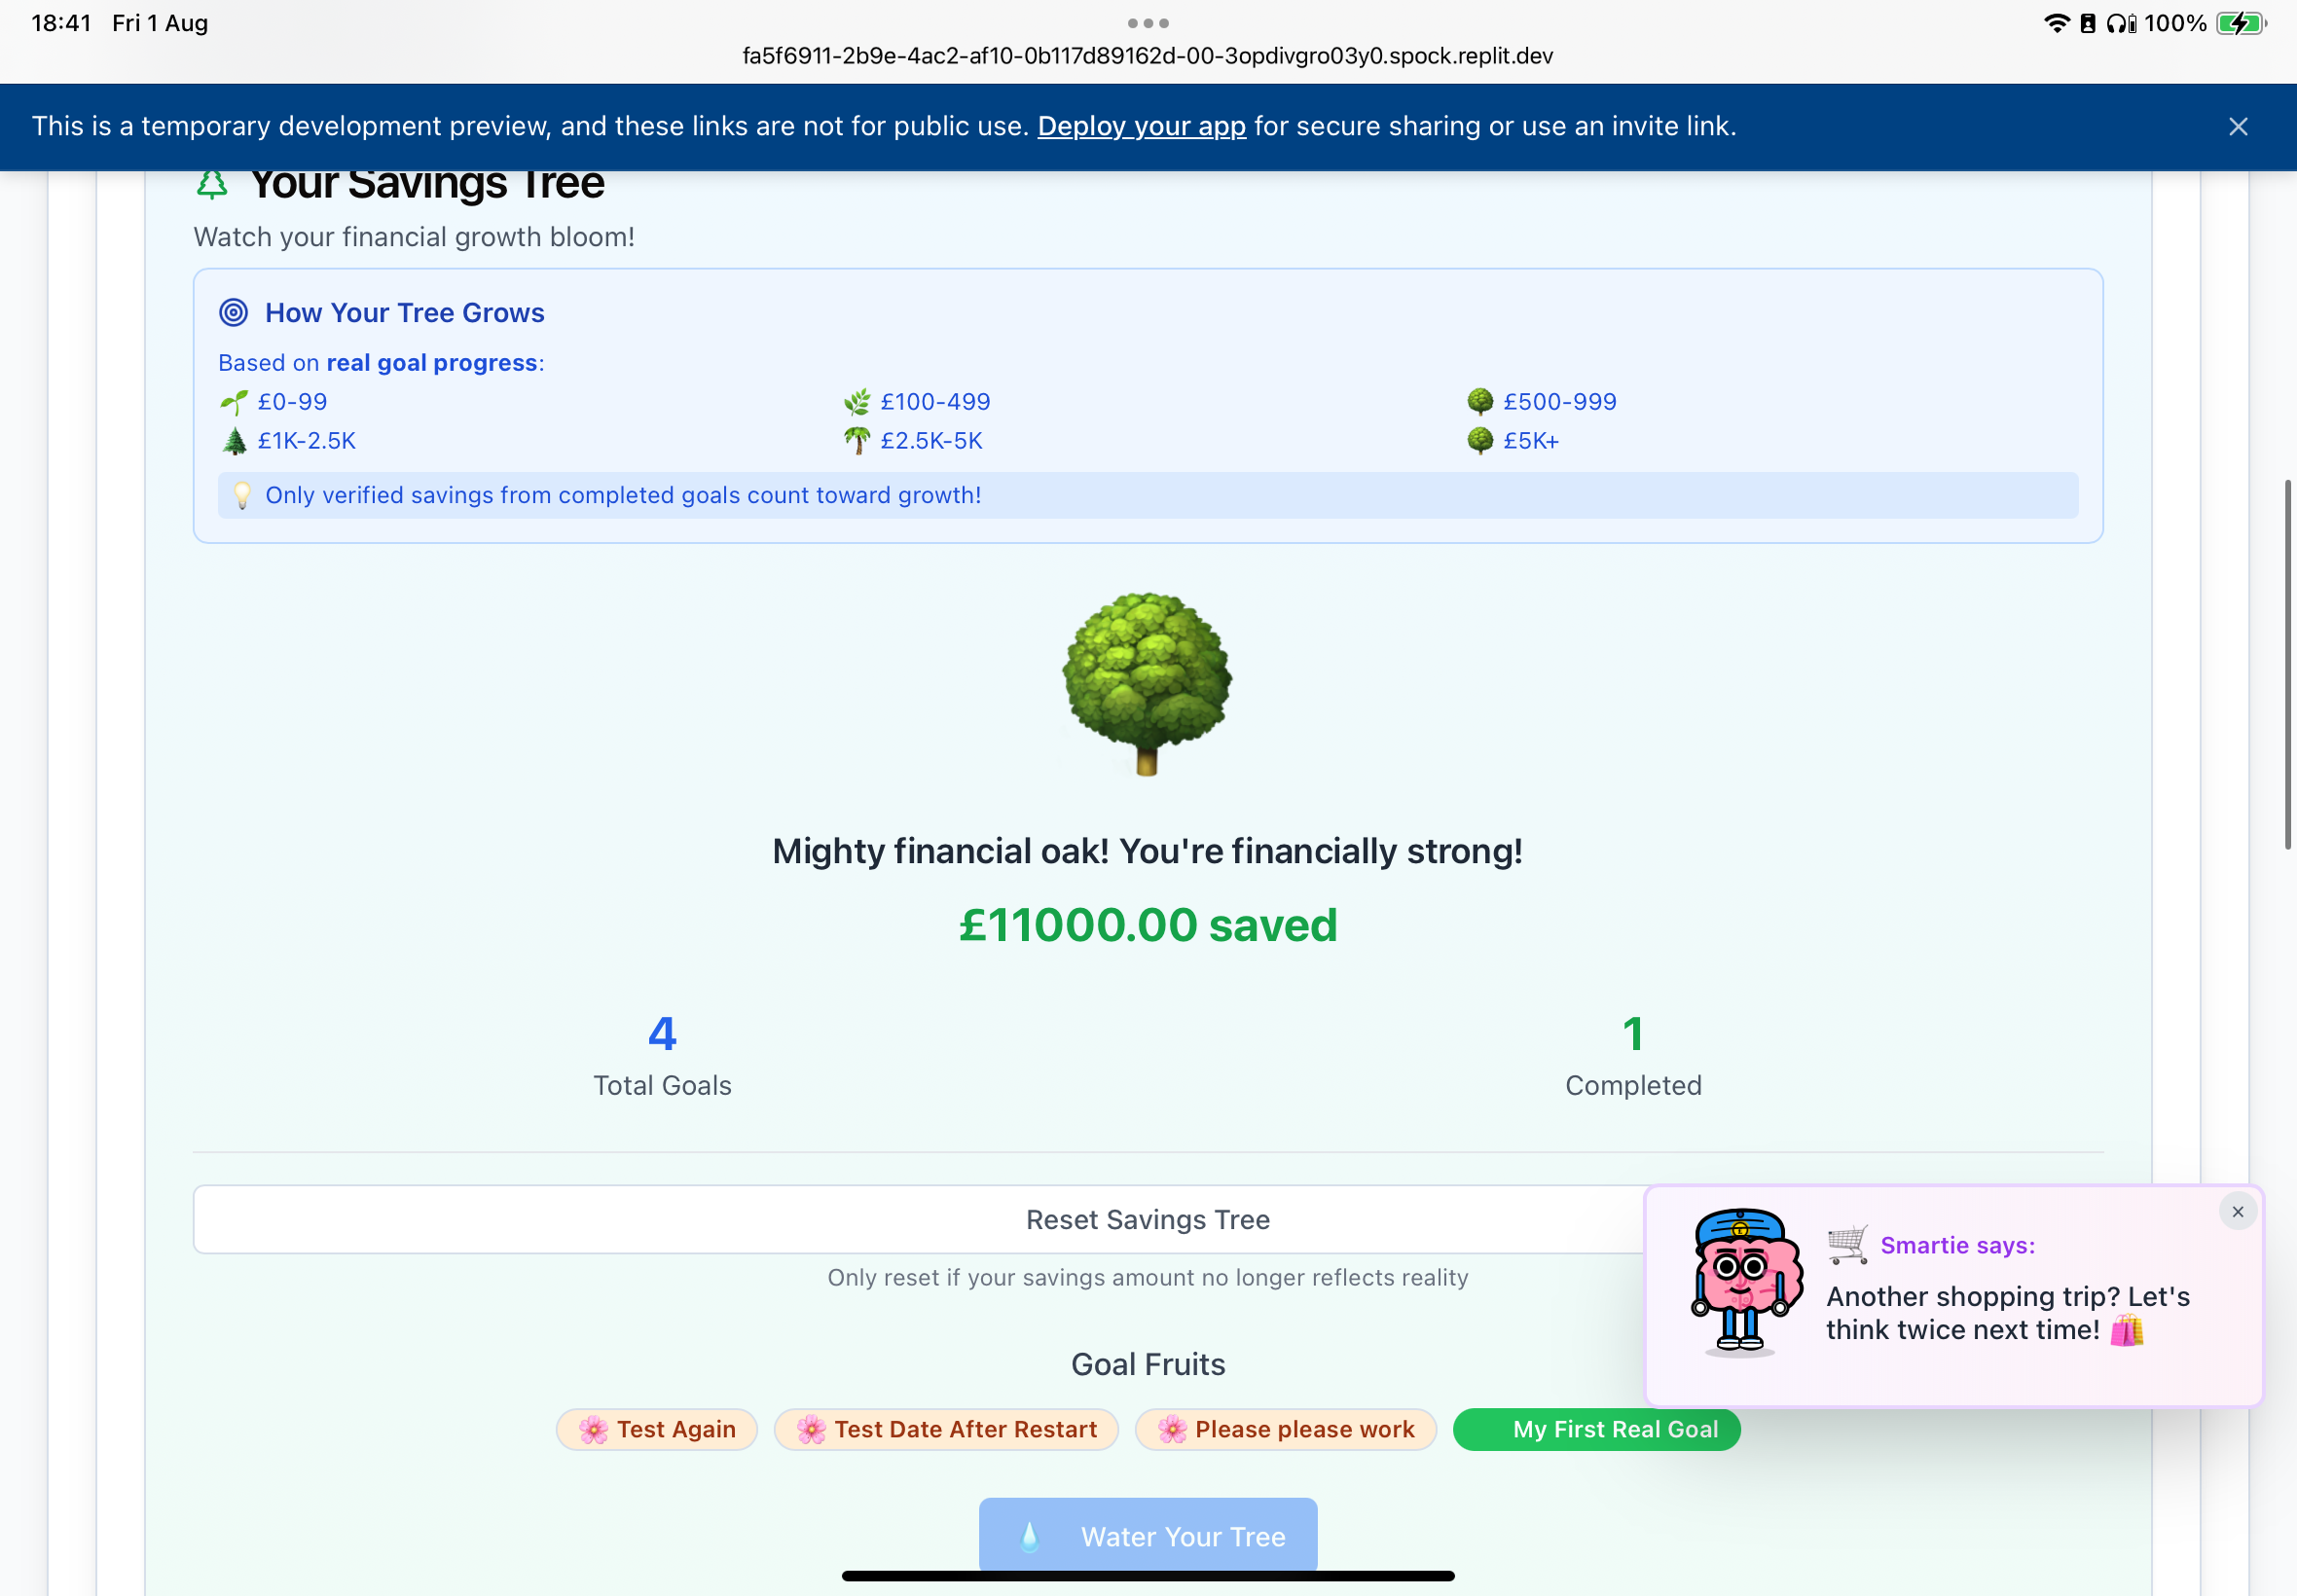 18:41 Fri 1 Aug
100%
fa5f6911-2b9e-4ac2-af10-0b117d89162d-00-3opdivgro03y0.spock.replit.dev
This is a temporary development preview, and these links are not for public use. Deploy your app for secure sharing or use an invite link.
Your Savings Tree
Watch your financial growth bloom!
How Your Tree Grows
Based on real goal progress:
£0-99 £100-499 £500-999
£1K-2.5K £2.5K-5K £5K+
Only verified savings from completed goals count toward growth!
Mighty financial oak! You're financially strong!
£11000.00 saved
4 1
Total Goals Completed
Reset Savings Tree
Only reset if your savings amount no longer reflects reality
Smartie says:
Another shopping trip? Let's
think twice next time!
Goal Fruits
Test Again Test Date After Restart Please please work My First Real Goal
Water Your Tree